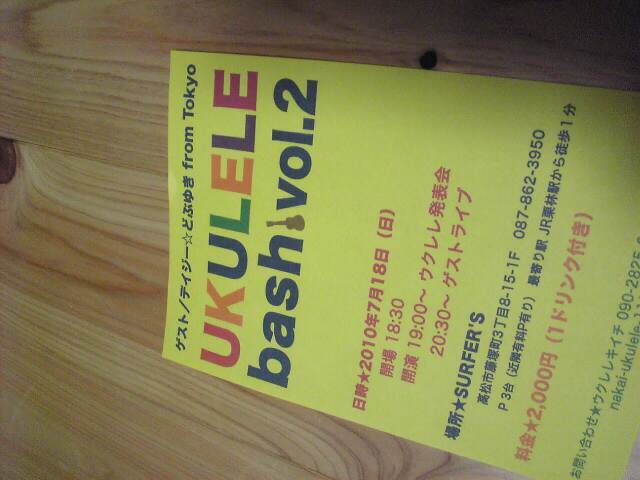 ゲスト/デイジー☆どぶゆき from Tokyo
UKULELE
bash vol.2
日時★2010年7月18日（日）
開場 18:30
開演 19:00〜 ウクレレ発表会
20:30〜 ゲストライブ
場所★SURFER'S
高松市藤塚町3丁目8-15-1F 087-862-3950
P 3台（近隣有料P有り） 最寄り駅 JR栗林駅から徒歩1分
料金★2,000円（1ドリンク付き）
お問い合わせ★ウクレレキイチ 090-2825
nakai-ukulele